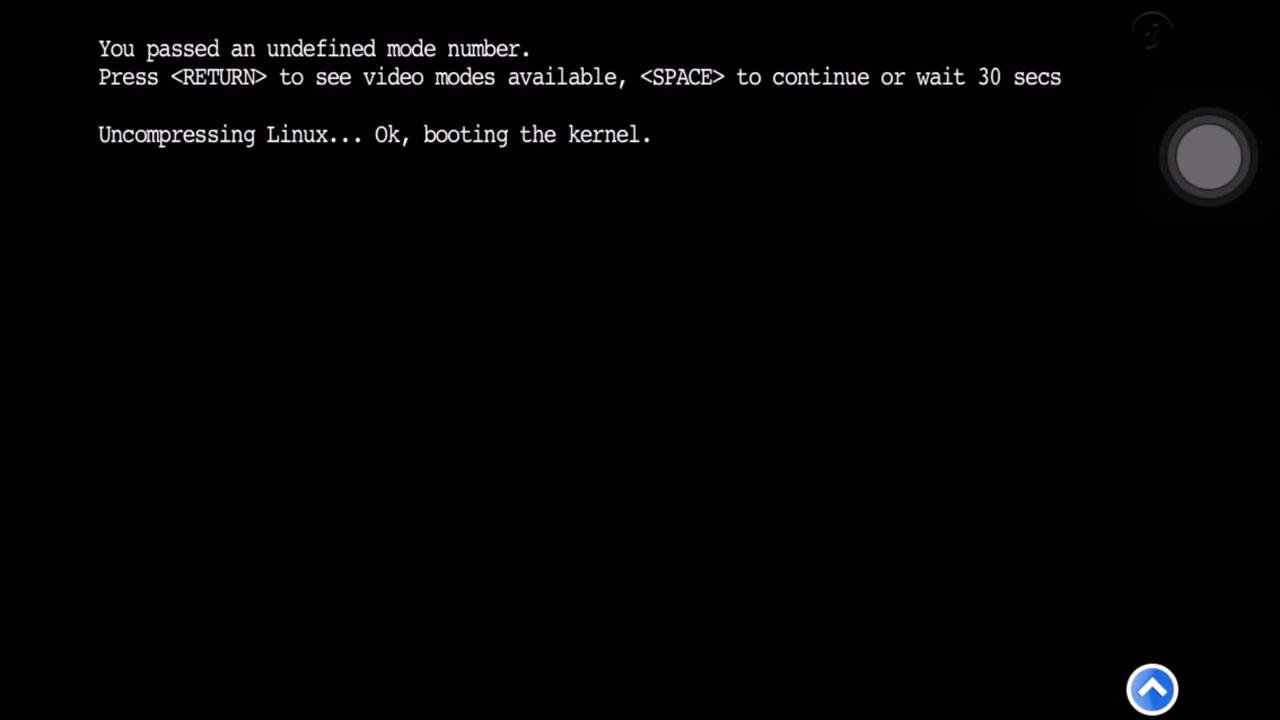 You passed an undefined mode number.
Press <RETURN> to see video modes available, <SPACE> to continue or wait 30 secs
Uncompressing Linux... Ok, booting the kernel.